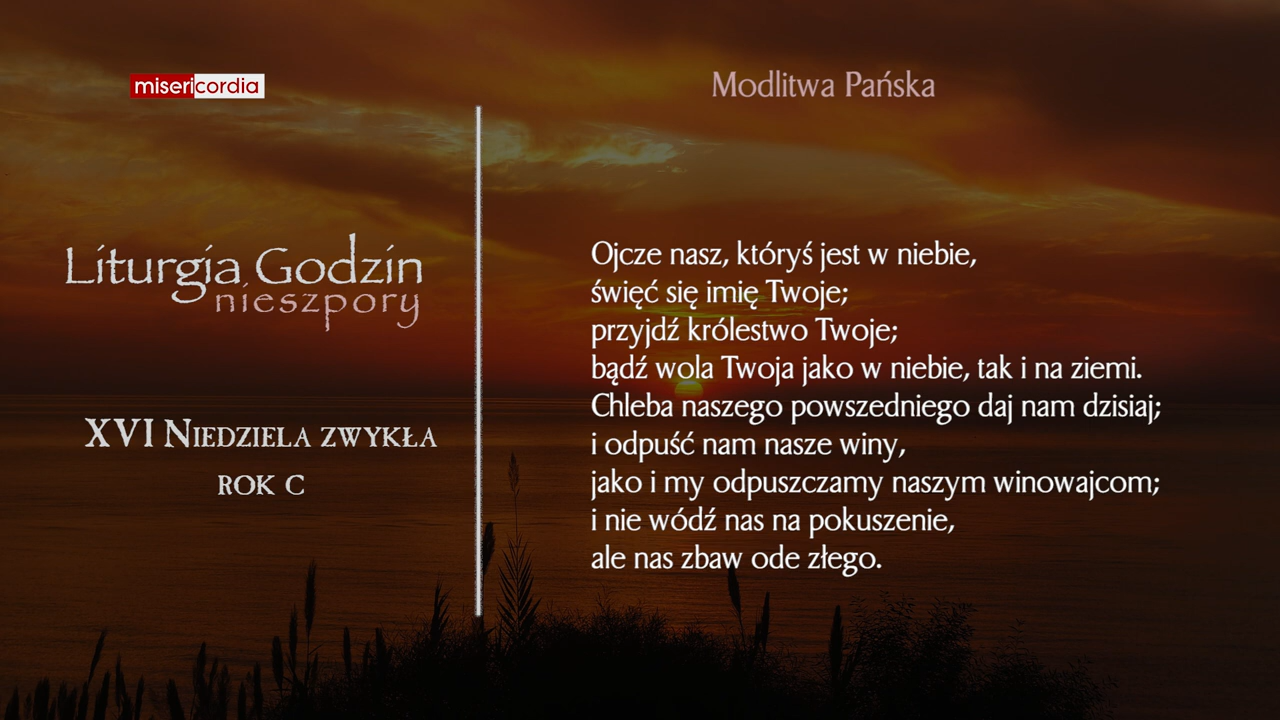 misericordia
Liturgia Godzin
nieszpory
XVI Niedziela zwykła
rok C
Modlitwa Pańska
Ojcze nasz, któryś jest w niebie,
święć się imię Twoje;
przyjdź królestwo Twoje;
bądź wola Twoja jako w niebie, tak i na ziemi.
Chleba naszego powszedniego daj nam dzisiaj;
i odpuść nam nasze winy,
jako i my odpuszczamy naszym winowajcom;
i nie wódź nas na pokuszenie,
ale nas zbaw ode złego.